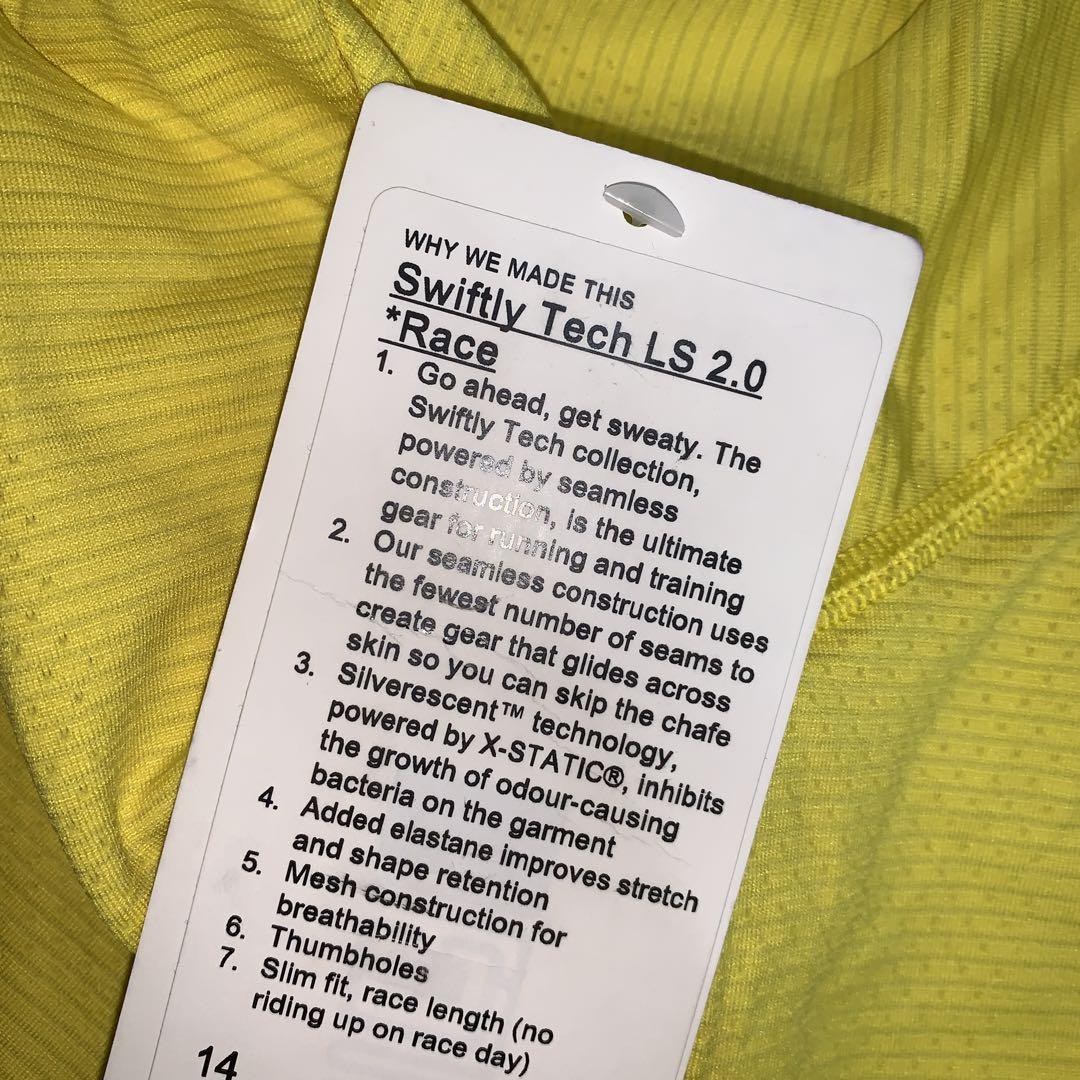 WHY WE MADE THIS
Swiftly Tech LS 2.0
*Race
1. Go ahead, get sweaty. The
Swiftly Tech collection,
powered by seamless
construction, is the ultimate
gear for running and training
2. Our seamless construction uses
the fewest number of seams to
create gear that glides across
skin so you can skip the chafe
3. Silverescent™ technology,
powered by X-STATIC®, inhibits
the growth of odour-causing
bacteria on the garment
4. Added elastane improves stretch
and shape retention
5. Mesh construction for
breathability
6. Thumbholes
7. Slim fit, race length (no
riding up on race day)
14